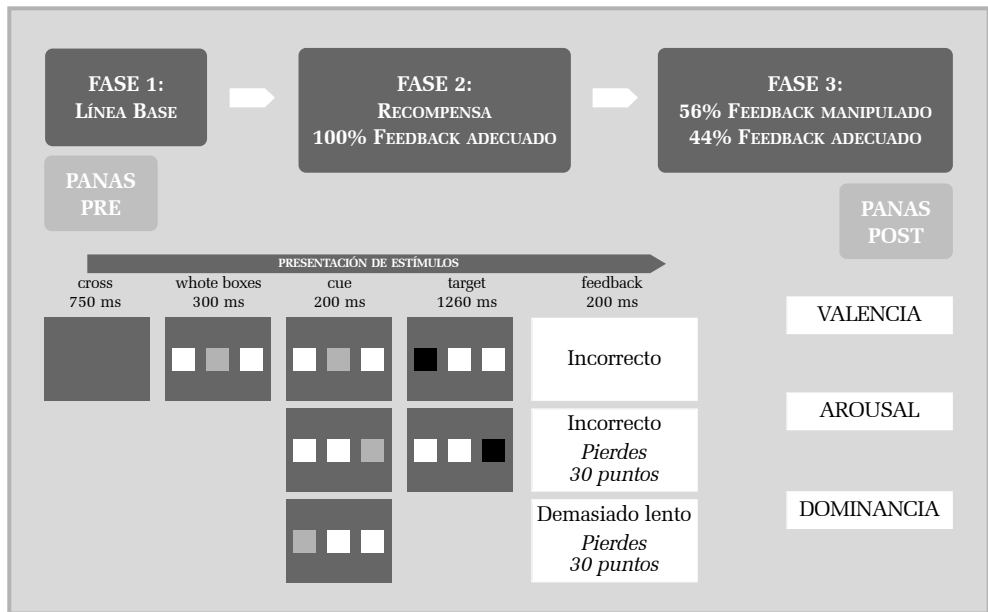 FASE 1:
LÍNEA BASE
FASE 2:
RECOMPENSA
100% FEEDBACK ADECUADO
FASE 3:
56% FEEDBACK MANIPULADO
44% FEEDBACK ADECUADO
PANAS
PRE
PANAS
POST
PRESENTACIÓN DE ESTÍMULOS
cross
750 ms
whote boxes
300 ms
cue
200 ms
target
1260 ms
feedback
200 ms
Incorrecto
Incorrecto
Pierdes
30 puntos
Demasiado lento
Pierdes
30 puntos
VALENCIA
AROUSAL
DOMINANCIA